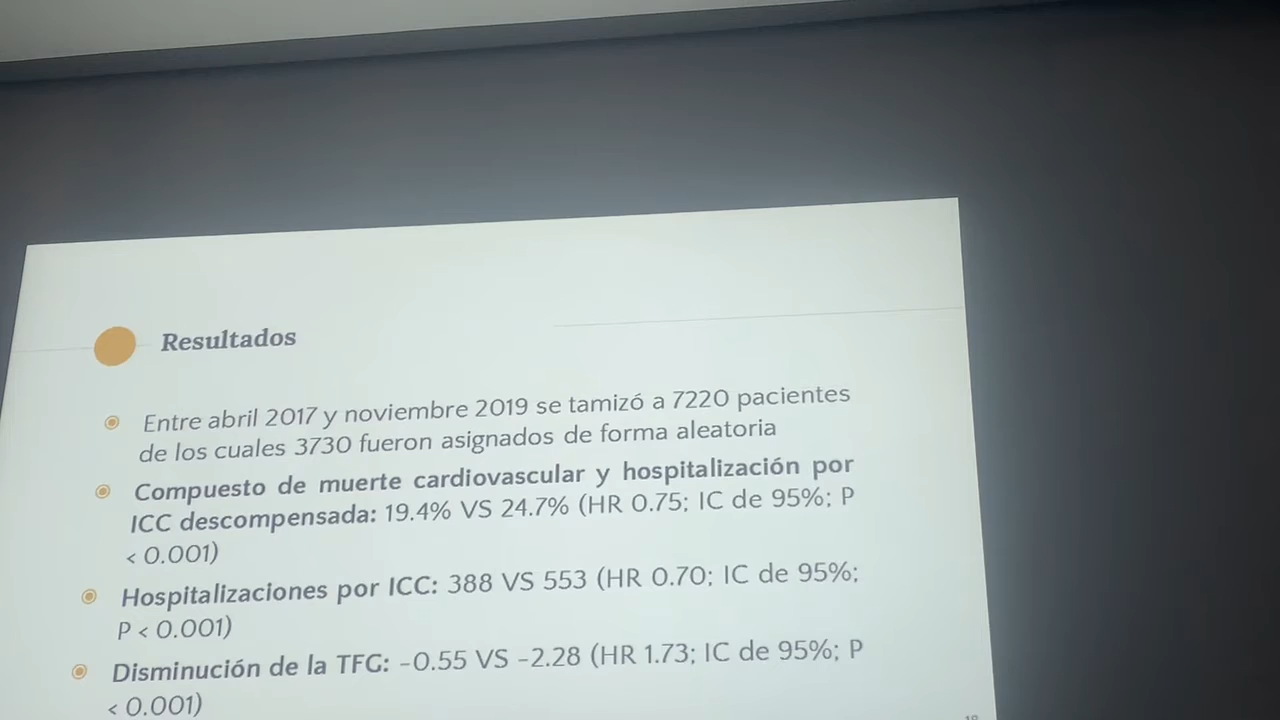 Resultados
Entre abril 2017 y noviembre 2019 se tamizó a 7220 pacientes
de los cuales 3730 fueron asignados de forma aleatoria
Compuesto de muerte cardiovascular y hospitalización por
ICC descompensada: 19.4% VS 24.7% (HR 0.75; IC de 95%; P
< 0.001)
Hospitalizaciones por ICC: 388 VS 553 (HR 0.70; IC de 95%;
P < 0.001)
Disminución de la TFG: -0.55 VS -2.28 (HR 1.73; IC de 95%; P
< 0.001)